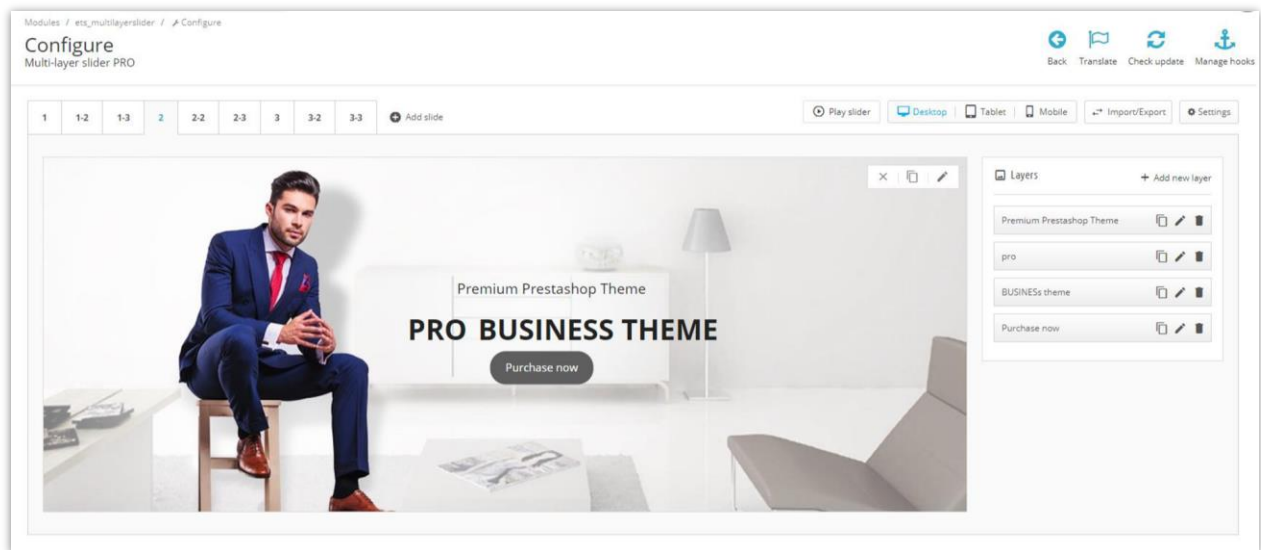 Modules / ets_multilayerslider / Configure
Configure
Multi-layer slider PRO
Back Translate Check update Manage hooks
1 1-2 1-3 2 2-2 2-3 3 3-2 3-3 Add slide
Play slider Desktop Tablet Mobile Import/Export Settings
Layers + Add new layer
Premium Prestashop Theme
pro
BUSINESs theme
Purchase now
Premium Prestashop Theme
PRO BUSINESS THEME
Purchase now